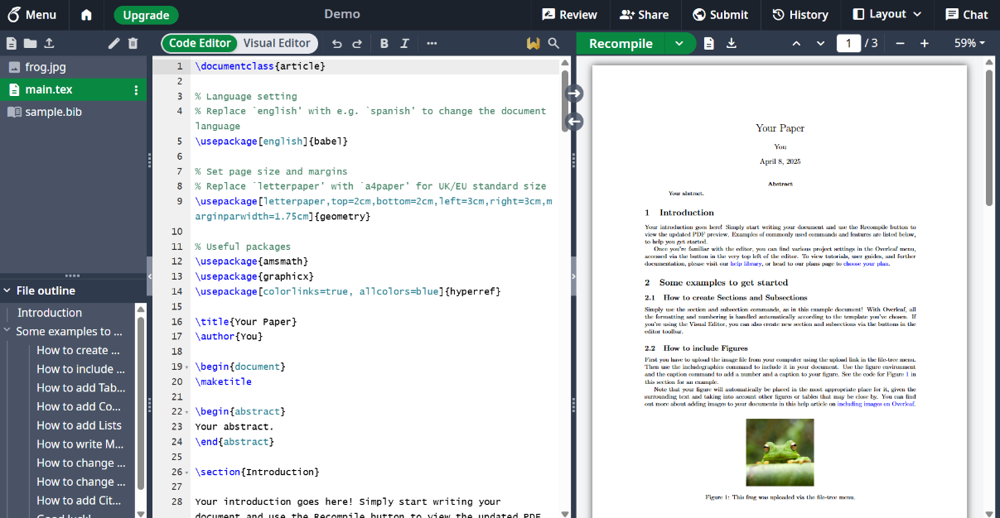 Menu
Upgrade
Demo
Review
Share
Submit
History
Layout
Chat
Code Editor
Visual Editor
B
I
Recompile
1 / 3
59%
frog.jpg
main.tex
sample.bib
File outline
Introduction
Some examples to ...
How to create ...
How to include ...
How to add Tab...
How to add Co...
How to add Lists
How to write M...
How to change ...
How to change ...
How to add Cit...
Good luck!
1 \documentclass{article}
2
3 % Language setting
4 % Replace `english' with e.g. `spanish' to change the document
language
5 \usepackage[english]{babel}
6
7 % Set page size and margins
8 % Replace `letterpaper' with `a4paper' for UK/EU standard size
9 \usepackage[letterpaper,top=2cm,bottom=2cm,left=3cm,right=3cm,m
arginparwidth=1.75cm]{geometry}
10
11 % Useful packages
12 \usepackage{amsmath}
13 \usepackage{graphicx}
14 \usepackage[colorlinks=true, allcolors=blue]{hyperref}
15
16 \title{Your Paper}
17 \author{You}
18
19 \begin{document}
20 \maketitle
21
22 \begin{abstract}
23 Your abstract.
24 \end{abstract}
25
26 \section{Introduction}
27
28 Your introduction goes here! Simply start writing your
document and use the Recompile button to view the updated PDF
Your Paper
You
April 8, 2025
Abstract
Your abstract.
1 Introduction
Your introduction goes here! Simply start writing your document and use the Recompile button to
view the updated PDF preview. Examples of commonly used commands and features are listed below,
to help you get started.
Once you're familiar with the editor, you can find various project settings in the Overleaf menu,
accessed via the button in the very top left of the editor. To view tutorials, user guides, and further
documentation, please visit our help library, or head to our plans page to choose your plan.
2 Some examples to get started
2.1 How to create Sections and Subsections
Simply use the section and subsection commands, as in this example document! With Overleaf, all
the formatting and numbering is handled automatically according to the template you've chosen. If
you're using the Visual Editor, you can also create new section and subsections via the buttons in the
editor toolbar.
2.2 How to include Figures
First you have to upload the image file from your computer using the upload link in the file-tree menu.
Then use the includegraphics command to include it in your document. Use the figure environment
and the caption command to add a number and a caption to your figure. See the code for Figure 1 in
this section for an example.
Note that your figure will automatically be placed in the most appropriate place for it, given the
surrounding text and taking into account other figures or tables that may be close by. You can find
out more about adding images to your documents in this help article on including images on Overleaf.
Figure 1: This frog was uploaded via the file-tree menu.